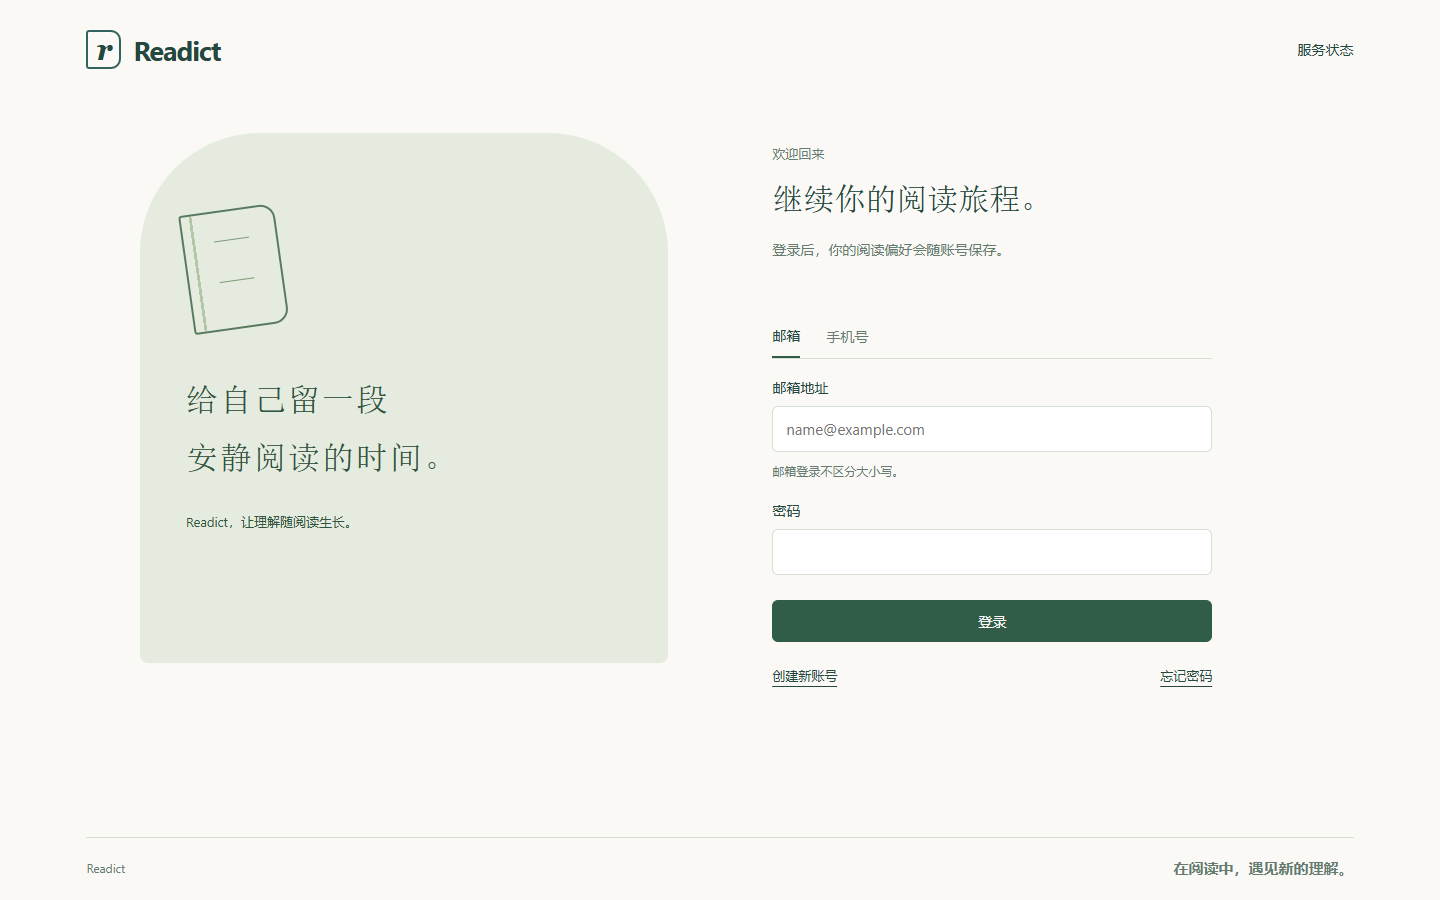 r Readict
服务状态
给自己留一段
安静阅读的时间。
Readict，让理解随阅读生长。
欢迎回来
继续你的阅读旅程。
登录后，你的阅读偏好会随账号保存。
邮箱 手机号
邮箱地址
name@example.com
邮箱登录不区分大小写。
密码
登录
创建新账号 忘记密码
Readict
在阅读中，遇见新的理解。